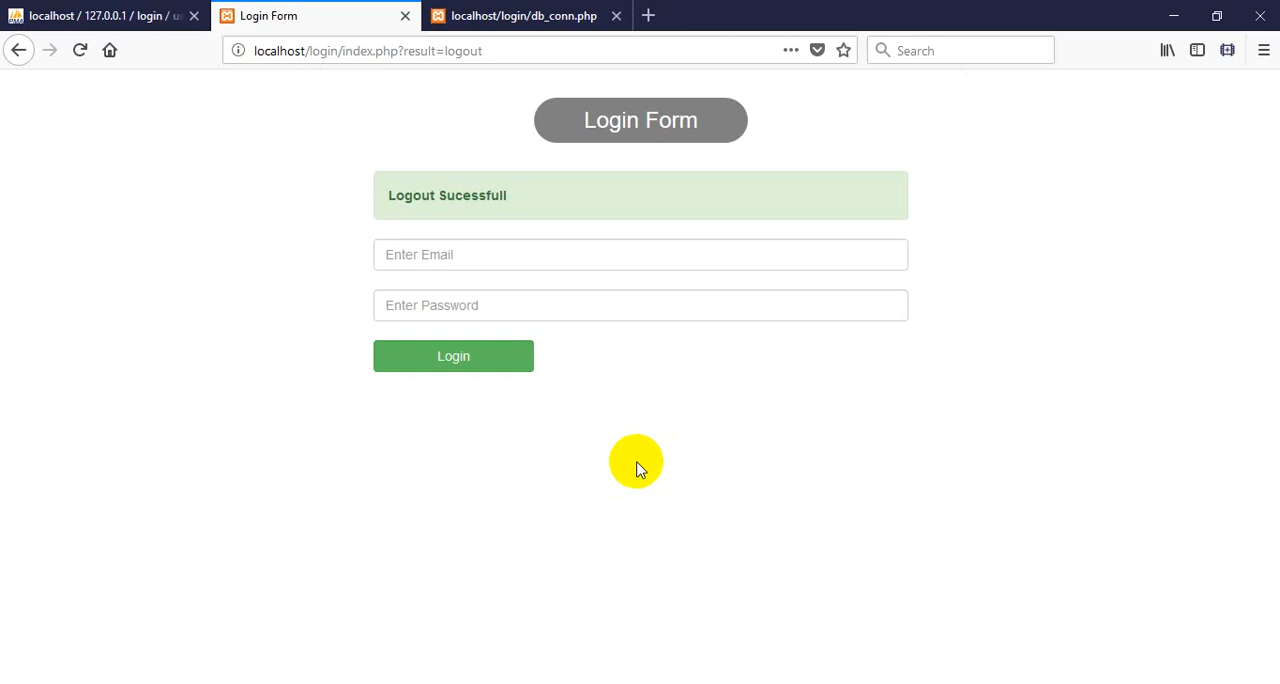 localhost / 127.0.0.1 / login / us
Login Form
localhost/login/db_conn.php
localhost/login/index.php?result=logout
Search
Login Form
Logout Sucessfull
Enter Email
Enter Password
Login